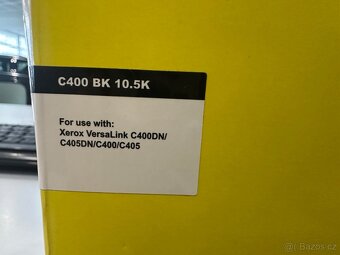 C400 BK 10.5K
For use with:
Xerox VersaLink C400DN/
C405DN/C400/C405
Bazos.cz